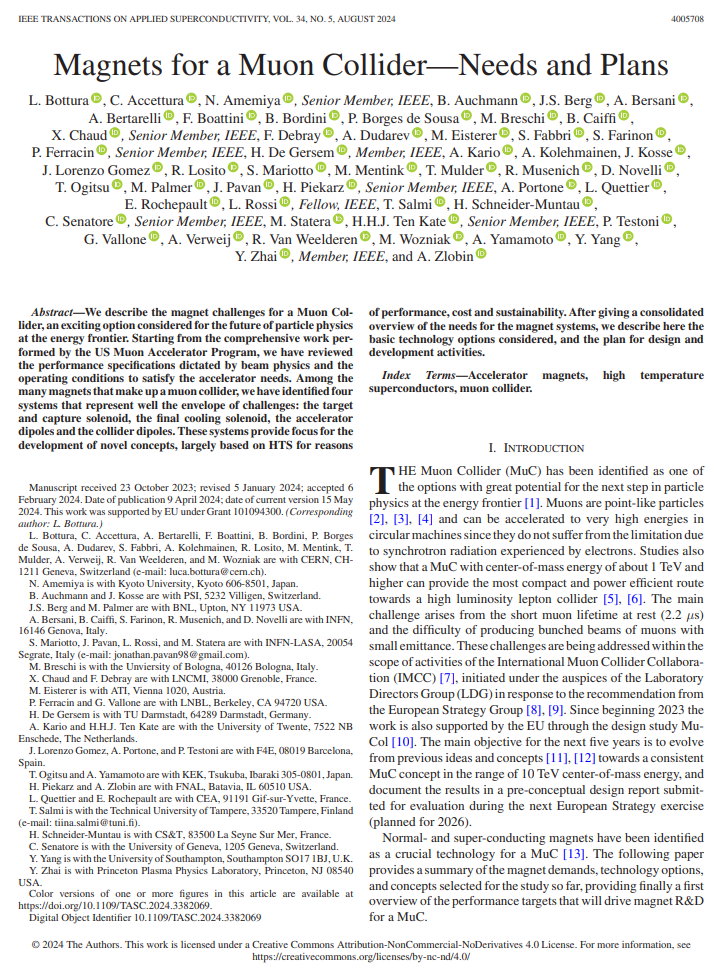 IEEE TRANSACTIONS ON APPLIED SUPERCONDUCTIVITY, VOL. 34, NO. 5, AUGUST 2024
4005708
Magnets for a Muon Collider—Needs and Plans
L. Bottura, C. Accettura, N. Amemiya, Senior Member, IEEE, B. Auchmann, J.S. Berg, A. Bersani,
A. Bertarelli, F. Boattini, B. Bordini, P. Borges de Sousa, M. Breschi, B. Caiffi,
X. Chaud, Senior Member, IEEE, F. Debray, A. Dudarev, M. Eisterer, S. Fabbri, S. Farinon,
P. Ferracin, Senior Member, IEEE, H. De Gersem, Member, IEEE, A. Kario, A. Kolehmainen, J. Kosse,
J. Lorenzo Gomez, R. Losito, S. Mariotto, M. Mentink, T. Mulder, R. Musenich, D. Novelli,
T. Ogitsu, M. Palmer, J. Pavan, H. Piekarz, Senior Member, IEEE, A. Portone, L. Quettier,
E. Rochepault, L. Rossi, Fellow, IEEE, T. Salmi, H. Schneider-Muntau,
C. Senatore, Senior Member, IEEE, M. Statera, H.H.J. Ten Kate, Senior Member, IEEE, P. Testoni,
G. Vallone, A. Verweij, R. Van Weelderen, M. Wozniak, A. Yamamoto, Y. Yang,
Y. Zhai, Member, IEEE, and A. Zlobin
Abstract—We describe the magnet challenges for a Muon Col-
lider, an exciting option considered for the future of particle physics
at the energy frontier. Starting from the comprehensive work per-
formed by the US Muon Accelerator Program, we have reviewed
the performance specifications dictated by beam physics and the
operating conditions to satisfy the accelerator needs. Among the
many magnets that make up a muon collider, we have identified four
systems that represent well the envelope of challenges: the target
and capture solenoid, the final cooling solenoid, the accelerator
dipoles and the collider dipoles. These systems provide focus for the
development of novel concepts, largely based on HTS for reasons
Manuscript received 23 October 2023; revised 5 January 2024; accepted 6
February 2024. Date of publication 9 April 2024; date of current version 15 May
2024. This work was supported by EU under Grant 101094300. (Corresponding
author: L. Bottura.)
L. Bottura, C. Accettura, A. Bertarelli, F. Boattini, B. Bordini, P. Borges
de Sousa, A. Dudarev, S. Fabbri, A. Kolehmainen, R. Losito, M. Mentink, T.
Mulder, A. Verweij, R. Van Weelderen, and M. Wozniak are with CERN, CH-
1211 Geneva, Switzerland (e-mail: luca.bottura@cern.ch).
N. Amemiya is with Kyoto University, Kyoto 606-8501, Japan.
B. Auchmann and J. Kosse are with PSI, 5232 Villigen, Switzerland.
J.S. Berg and M. Palmer are with BNL, Upton, NY 11973 USA.
A. Bersani, B. Caiffi, S. Farinon, R. Musenich, and D. Novelli are with INFN,
16146 Genova, Italy.
S. Mariotto, J. Pavan, L. Rossi, and M. Statera are with INFN-LASA, 20054
Segrate, Italy (e-mail: jonathan.pavan98@gmail.com).
M. Breschi is with the Unviersity of Bologna, 40126 Bologna, Italy.
X. Chaud and F. Debray are with LNCMI, 38000 Grenoble, France.
M. Eisterer is with ATI, Vienna 1020, Austria.
P. Ferracin and G. Vallone are with LNBL, Berkeley, CA 94720 USA.
H. De Gersem is with TU Darmstadt, 64289 Darmstadt, Germany.
A. Kario and H.H.J. Ten Kate are with the University of Twente, 7522 NB
Enschede, The Netherlands.
J. Lorenzo Gomez, A. Portone, and P. Testoni are with F4E, 08019 Barcelona,
Spain.
T. Ogitsu and A. Yamamoto are with KEK, Tsukuba, Ibaraki 305-0801, Japan.
H. Piekarz and A. Zlobin are with FNAL, Batavia, IL 60510 USA.
L. Quettier and E. Rochepault are with CEA, 91191 Gif-sur-Yvette, France.
T. Salmi is with the Technical University of Tampere, 33520 Tampere, Finland
(e-mail: tiina.salmi@tuni.fi).
H. Schneider-Muntau is with CS&T, 83500 La Seyne Sur Mer, France.
C. Senatore is with the University of Geneva, 1205 Geneva, Switzerland.
Y. Yang is with the University of Southampton, Southampton SO17 1BJ, U.K.
Y. Zhai is with Princeton Plasma Physics Laboratory, Princeton, NJ 08540
USA.
Color versions of one or more figures in this article are available at
https://doi.org/10.1109/TASC.2024.3382069.
Digital Object Identifier 10.1109/TASC.2024.3382069
of performance, cost and sustainability. After giving a consolidated
overview of the needs for the magnet systems, we describe here the
basic technology options considered, and the plan for design and
development activities.
Index Terms—Accelerator magnets, high temperature
superconductors, muon collider.
I. INTRODUCTION
THE Muon Collider (MuC) has been identified as one of
the options with great potential for the next step in particle
physics at the energy frontier [1]. Muons are point-like particles
[2], [3], [4] and can be accelerated to very high energies in
circular machines since they do not suffer from the limitation due
to synchrotron radiation experienced by electrons. Studies also
show that a MuC with center-of-mass energy of about 1 TeV and
higher can provide the most compact and power efficient route
towards a high luminosity lepton collider [5], [6]. The main
challenge arises from the short muon lifetime at rest (2.2 μs)
and the difficulty of producing bunched beams of muons with
small emittance. These challenges are being addressed within the
scope of activities of the International Muon Collider Collabora-
tion (IMCC) [7], initiated under the auspices of the Laboratory
Directors Group (LDG) in response to the recommendation from
the European Strategy Group [8], [9]. Since beginning 2023 the
work is also supported by the EU through the design study Mu-
Col [10]. The main objective for the next five years is to evolve
from previous ideas and concepts [11], [12] towards a consistent
MuC concept in the range of 10 TeV center-of-mass energy, and
document the results in a pre-conceptual design report submit-
ted for evaluation during the next European Strategy exercise
(planned for 2026).
Normal- and super-conducting magnets have been identified
as a crucial technology for a MuC [13]. The following paper
provides a summary of the magnet demands, technology options,
and concepts selected for the study so far, providing finally a first
overview of the performance targets that will drive magnet R&D
for a MuC.
© 2024 The Authors. This work is licensed under a Creative Commons Attribution-NonCommercial-NoDerivatives 4.0 License. For more information, see
https://creativecommons.org/licenses/by-nc-nd/4.0/